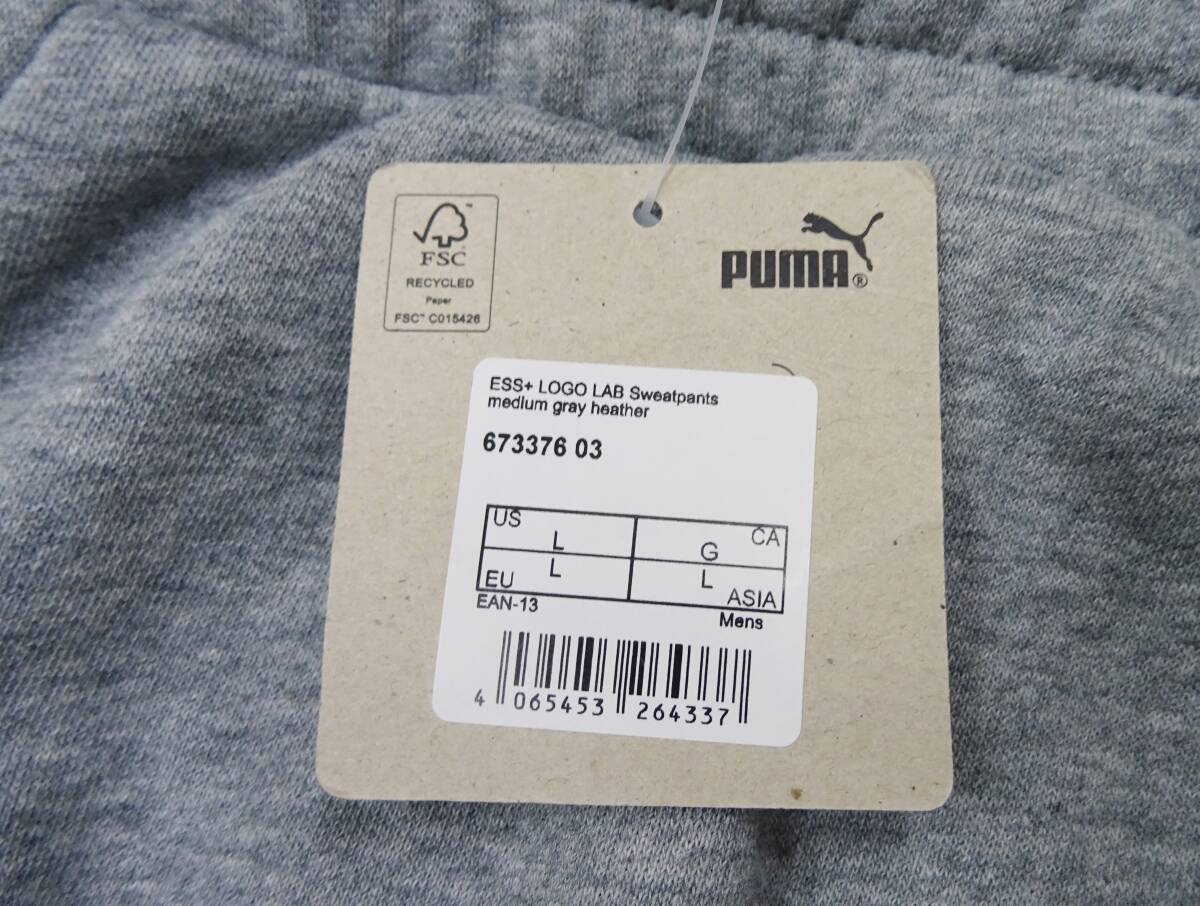 FSC™
RECYCLED
Paper
FSC™ C015426
PUMA®
ESS+ LOGO LAB Sweatpants
medium gray heather
673376 03
US L G CA
EU L L ASIA
EAN-13 Mens
4 065453 264337